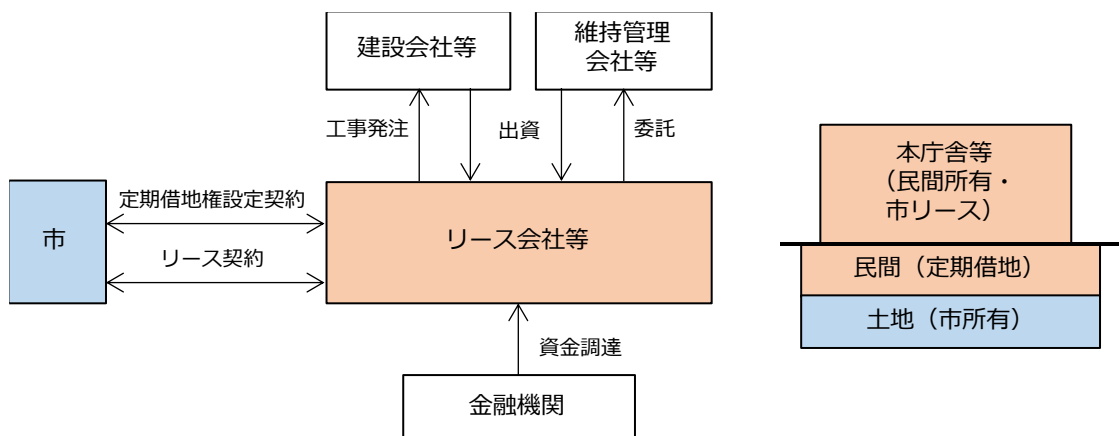 建設会社等
維持管理
会社等
工事発注
出資
委託
定期借地権設定契約
市
リース契約
リース会社等
資金調達
金融機関
本庁舎等
（民間所有・
市リース）
民間（定期借地）
土地（市所有）